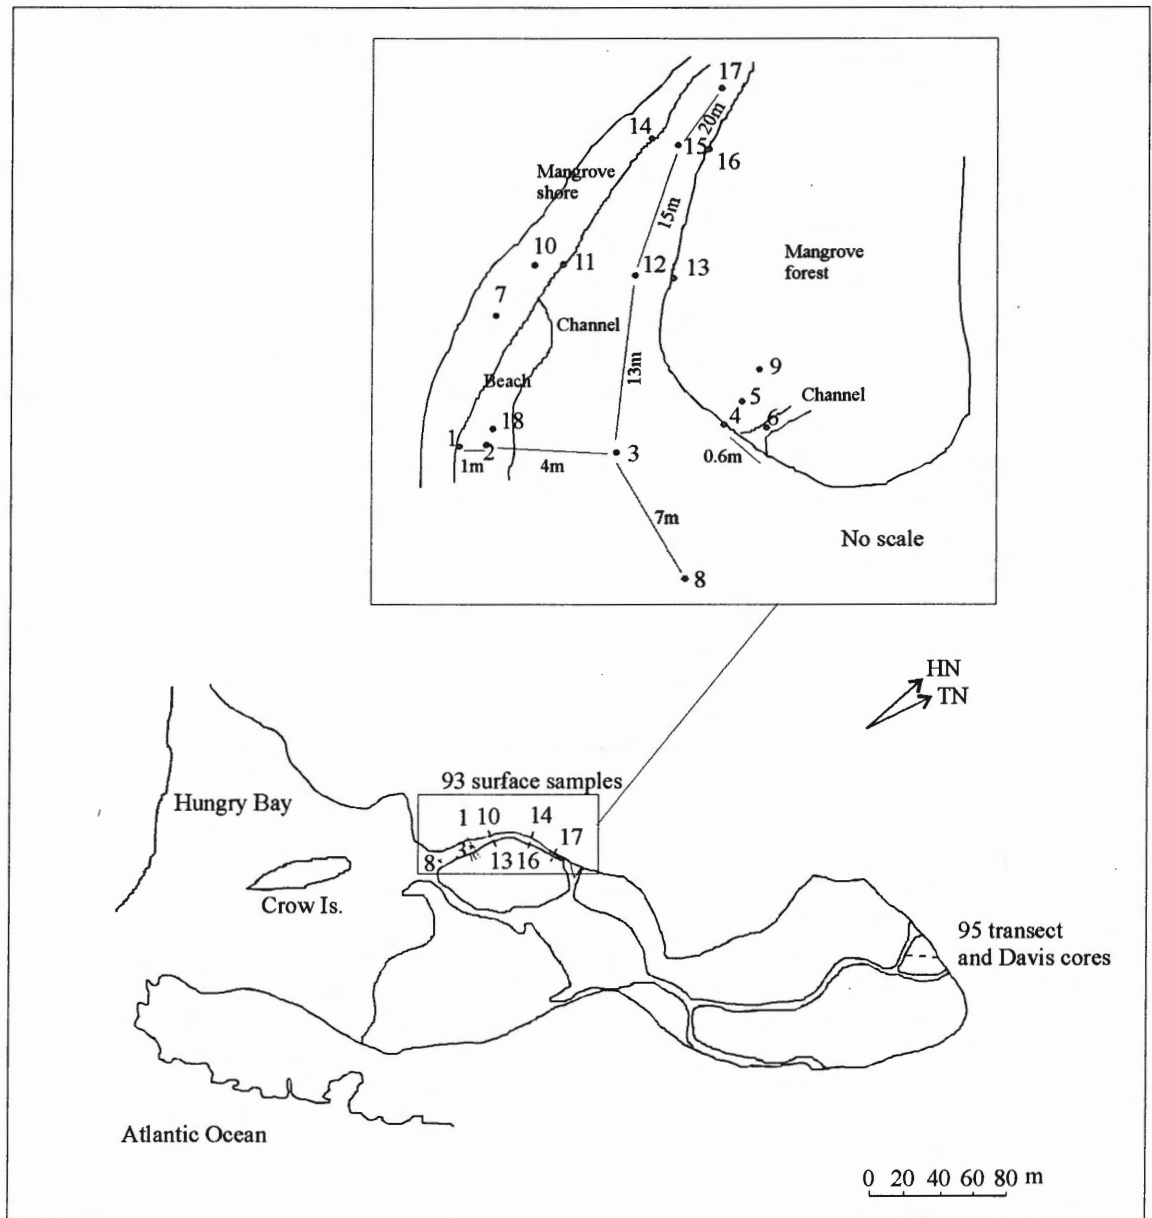 17
20m
14
15
16
Mangrove
shore
15m
10
11
12
13
Mangrove
forest
7
Channel
13m
9
Beach
5
Channel
4
6
18
1
2
3
1m
4m
0.6m
7m
No scale
8
HN
TN
93 surface samples
Hungry Bay
1 10 14
17
3
8
13 16
Crow Is.
95 transect
and Davis cores
Atlantic Ocean
0 20 40 60 80 m